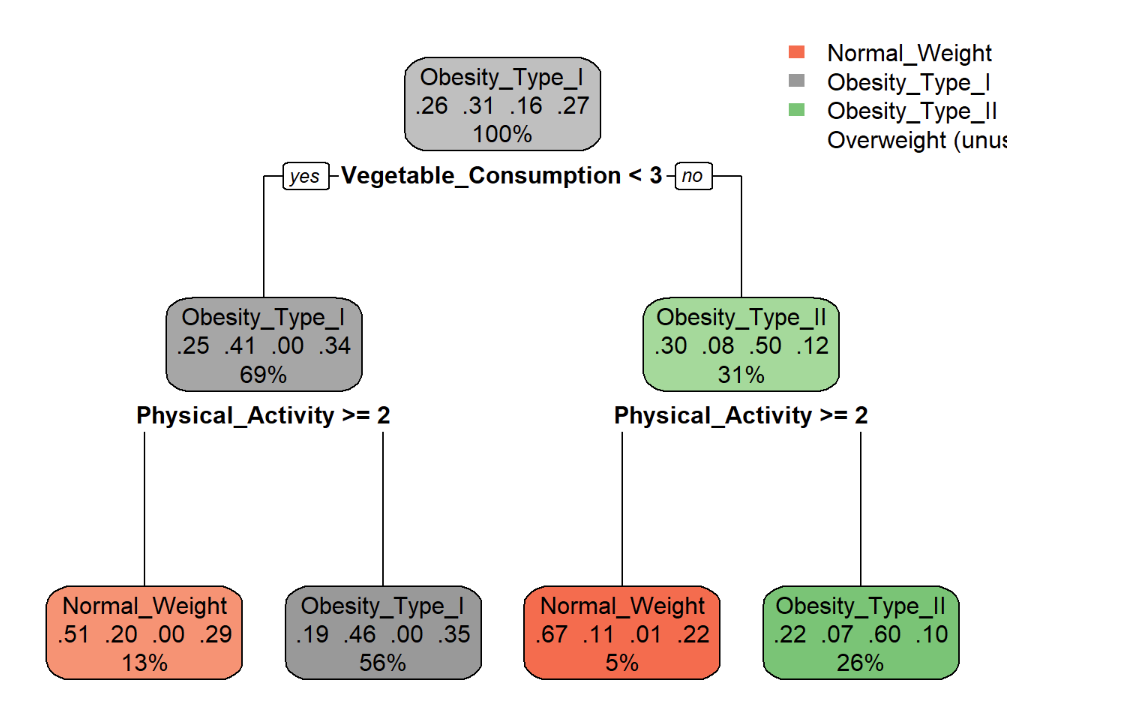 Normal_Weight
Obesity_Type_I
Obesity_Type_II
Overweight (unus
Obesity_Type_I
.26 .31 .16 .27
100%
yes Vegetable_Consumption < 3 no
Obesity_Type_I
.25 .41 .00 .34
69%
Obesity_Type_II
.30 .08 .50 .12
31%
Physical_Activity >= 2
Physical_Activity >= 2
Normal_Weight
.51 .20 .00 .29
13%
Obesity_Type_I
.19 .46 .00 .35
56%
Normal_Weight
.67 .11 .01 .22
5%
Obesity_Type_II
.22 .07 .60 .10
26%